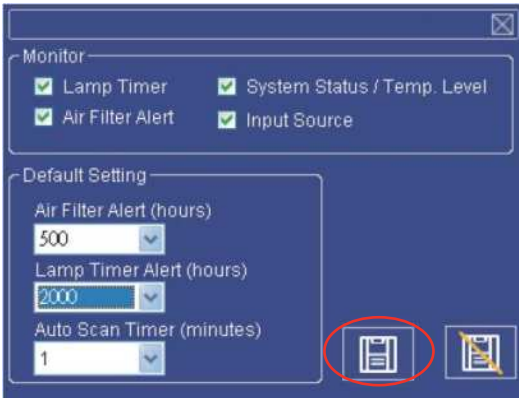 Monitor
Lamp Timer
System Status / Temp. Level
Air Filter Alert
Input Source
Default Setting
Air Filter Alert (hours)
500
Lamp Timer Alert (hours)
2000
Auto Scan Timer (minutes)
1